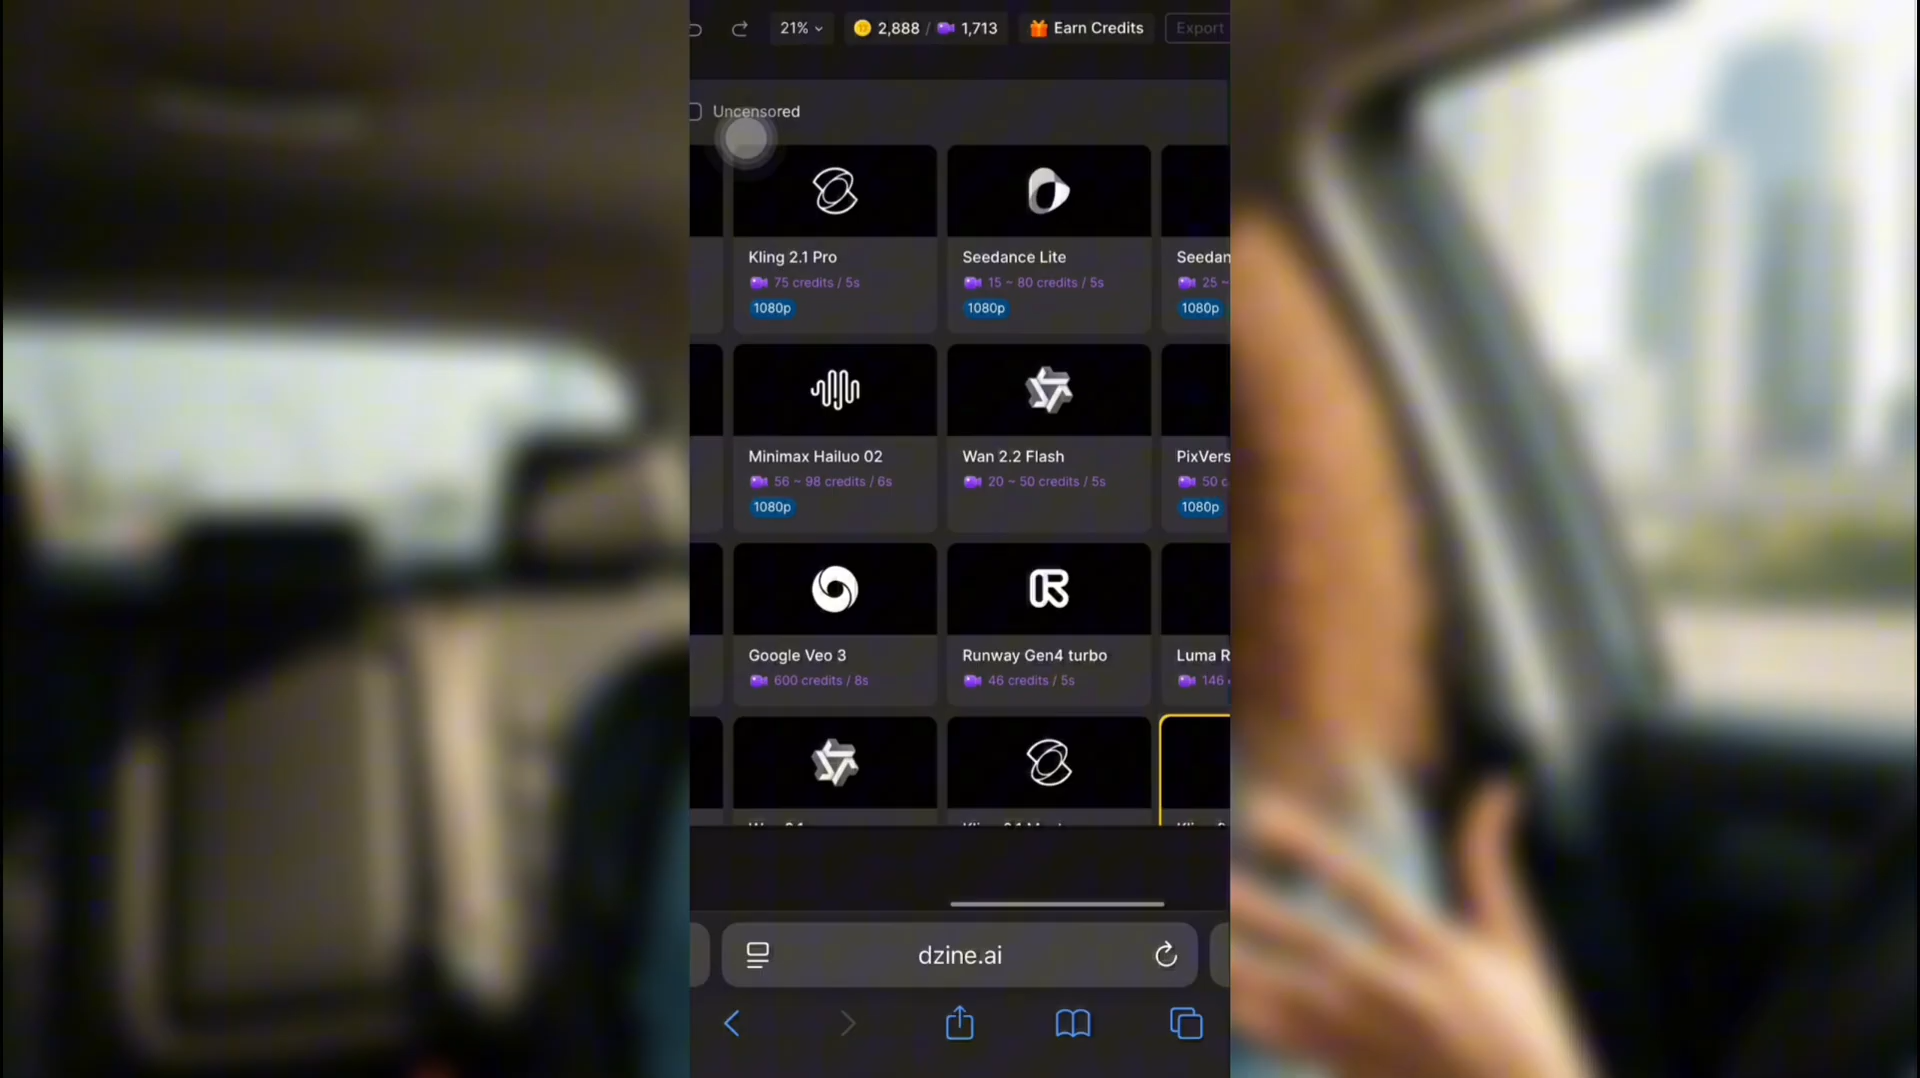 21%
2,888 / 1,713
Earn Credits
Export
Uncensored
Kling 2.1 Pro
75 credits / 5s
1080p
Seedance Lite
15 ~ 80 credits / 5s
1080p
Seedan
25 ~
1080p
Minimax Hailuo 02
56 ~ 98 credits / 6s
1080p
Wan 2.2 Flash
20 ~ 50 credits / 5s
PixVers
50 c
1080p
Google Veo 3
600 credits / 8s
Runway Gen4 turbo
46 credits / 5s
Luma R
146
dzine.ai